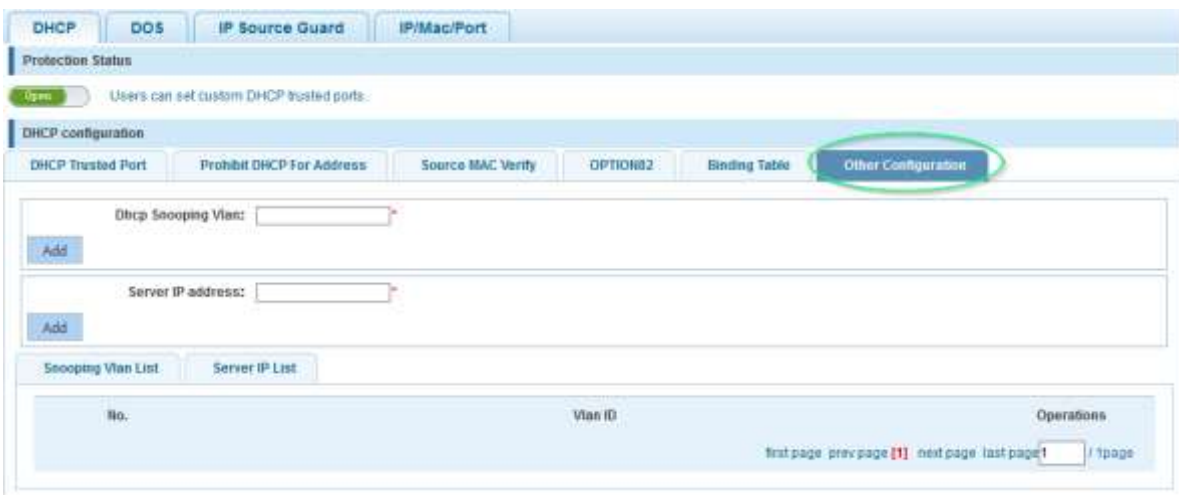 DHCP DOS IP Source Guard IP/Mac/Port
Protection Status
Open Users can set custom DHCP trusted ports.
DHCP configuration
DHCP Trusted Port Prohibit DHCP For Address Source MAC Verify OPTION82 Binding Table Other Configuration
Dhcp Snooping Vlan: *
Add
Server IP address: *
Add
Snooping Vlan List Server IP List
No. Vlan ID Operations
first page prev page [1] next page last page 1 / 1page